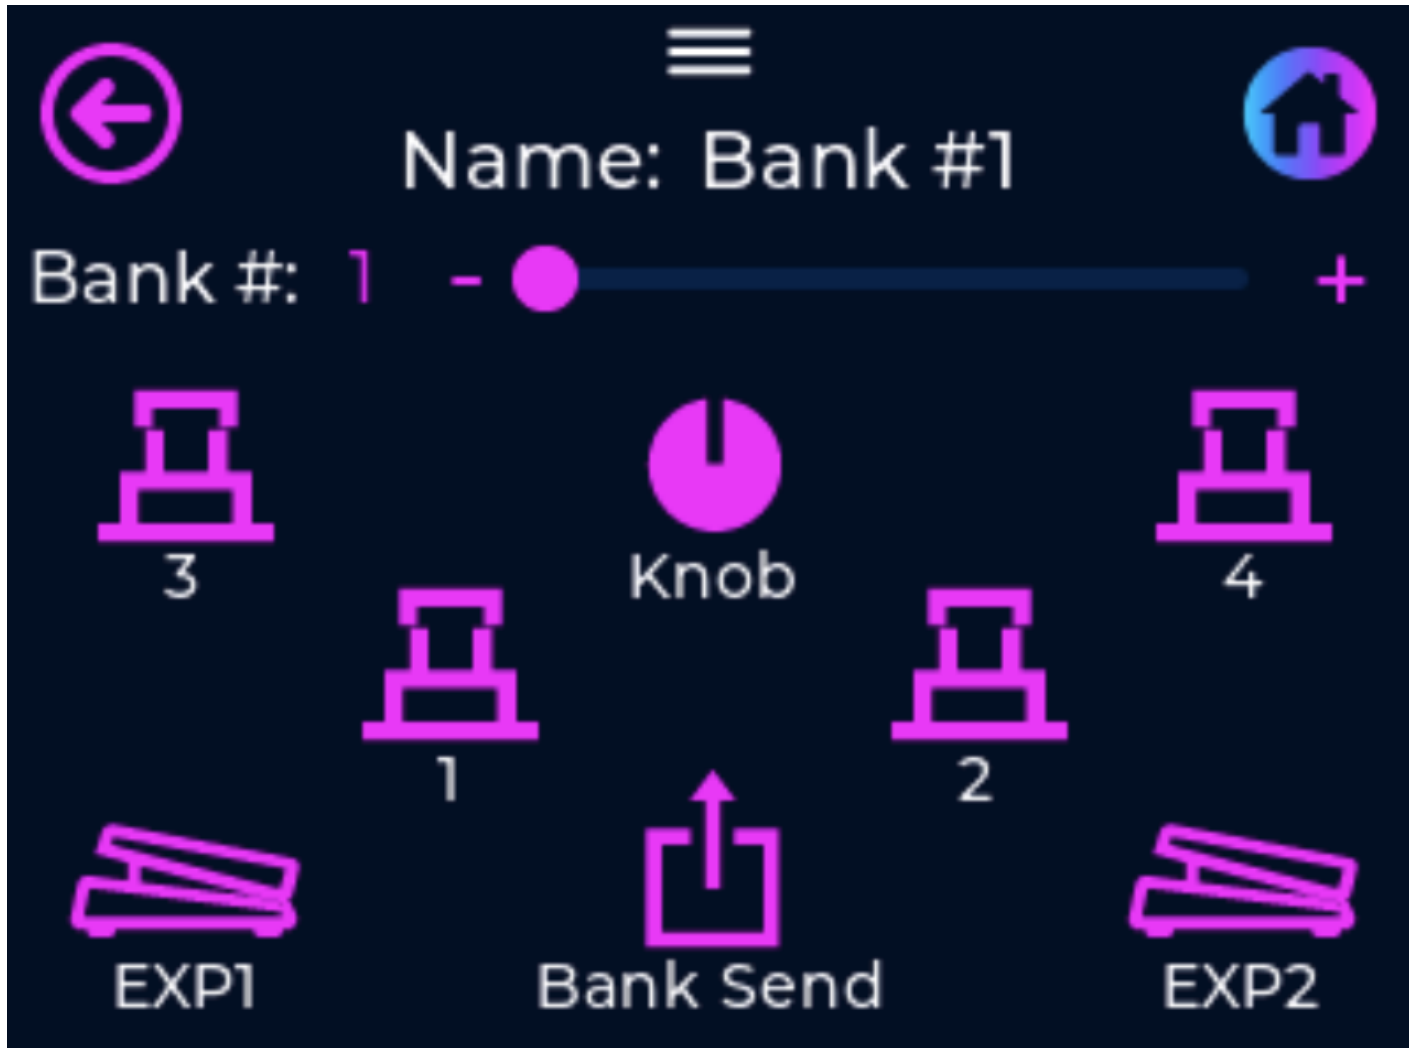 Name: Bank #1
Bank #: 1 - +
3 Knob 4
1 2
EXP1 Bank Send EXP2